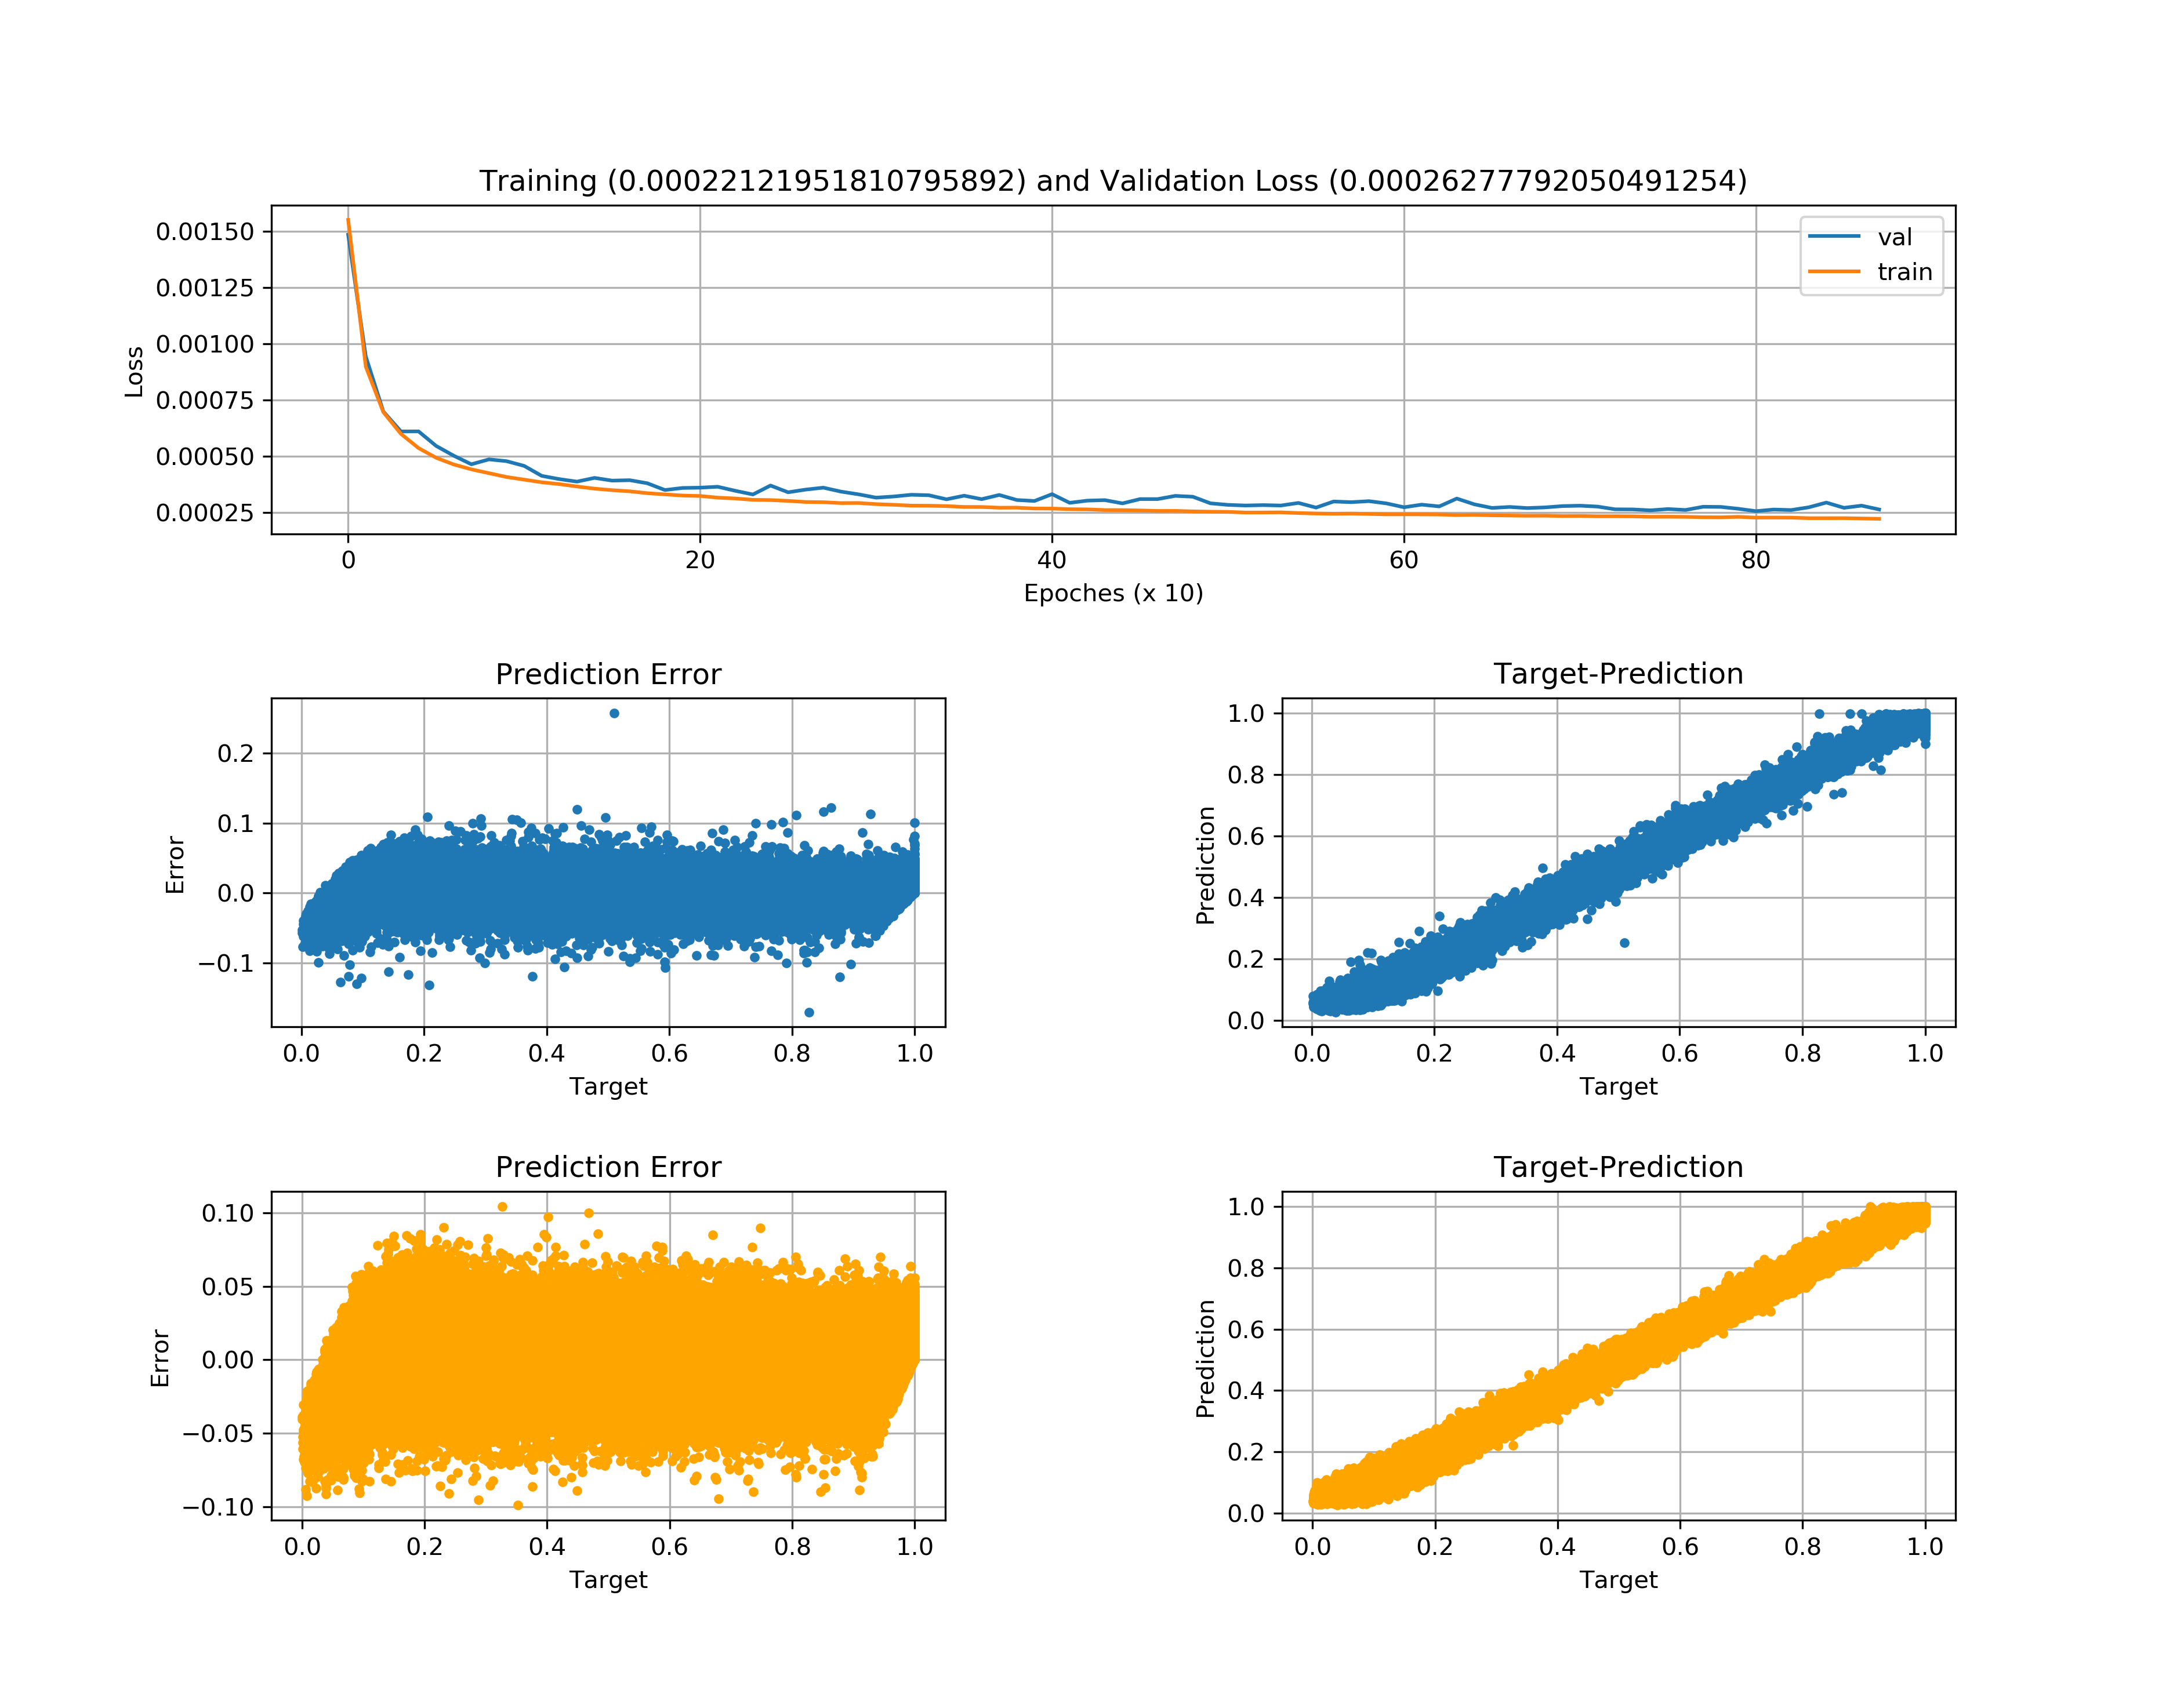 Training (0.00022121951810795892) and Validation Loss (0.00026277792050491254)
0.00150
0.00125
0.00100
0.00075
0.00050
0.00025
Loss
val
train
0 20 40 60 80
Epoches (x 10)
Prediction Error
0.2
0.1
0.0
−0.1
Error
0.0 0.2 0.4 0.6 0.8 1.0
Target
Target-Prediction
1.0
0.8
0.6
0.4
0.2
0.0
Prediction
0.0 0.2 0.4 0.6 0.8 1.0
Target
Prediction Error
0.10
0.05
0.00
−0.05
−0.10
Error
0.0 0.2 0.4 0.6 0.8 1.0
Target
Target-Prediction
1.0
0.8
0.6
0.4
0.2
0.0
Prediction
0.0 0.2 0.4 0.6 0.8 1.0
Target